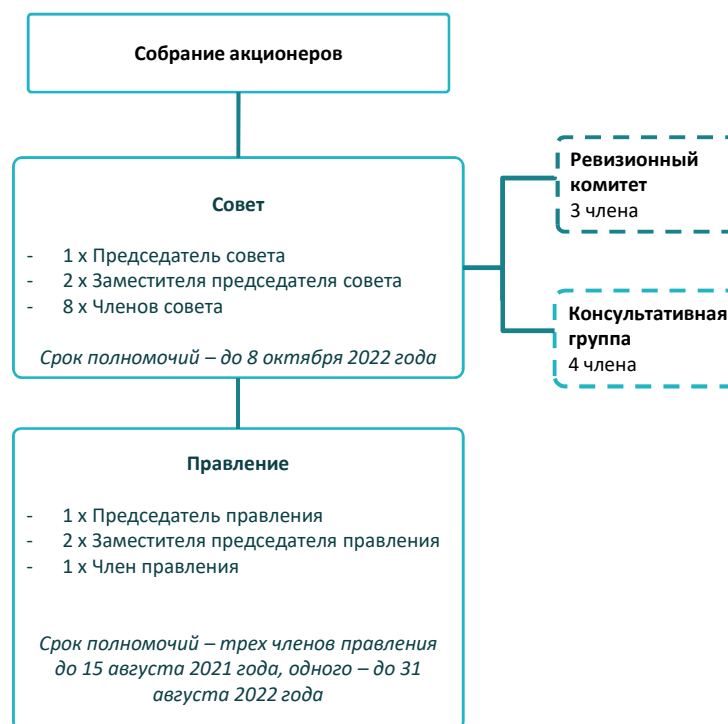 Собрание акционеров
Совет
- 1 x Председатель совета
- 2 x Заместителя председателя совета
- 8 x Членов совета
Срок полномочий – до 8 октября 2022 года
Ревизионный
комитет
3 члена
Консультативная
группа
4 члена
Правление
- 1 x Председатель правления
- 2 x Заместителя председателя правления
- 1 x Член правления
Срок полномочий – трех членов правления
до 15 августа 2021 года, одного – до 31
августа 2022 года